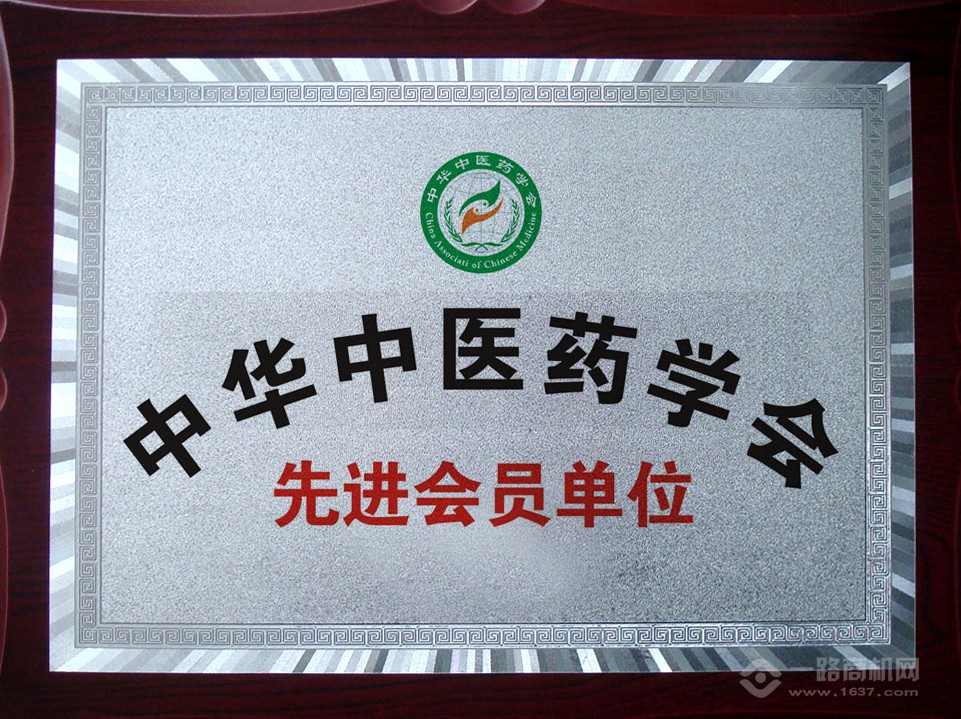 中华中医药学会
China Associati of Chinese Medicine
中华中医药学会
先进会员单位
一路商机网
www.1637.com